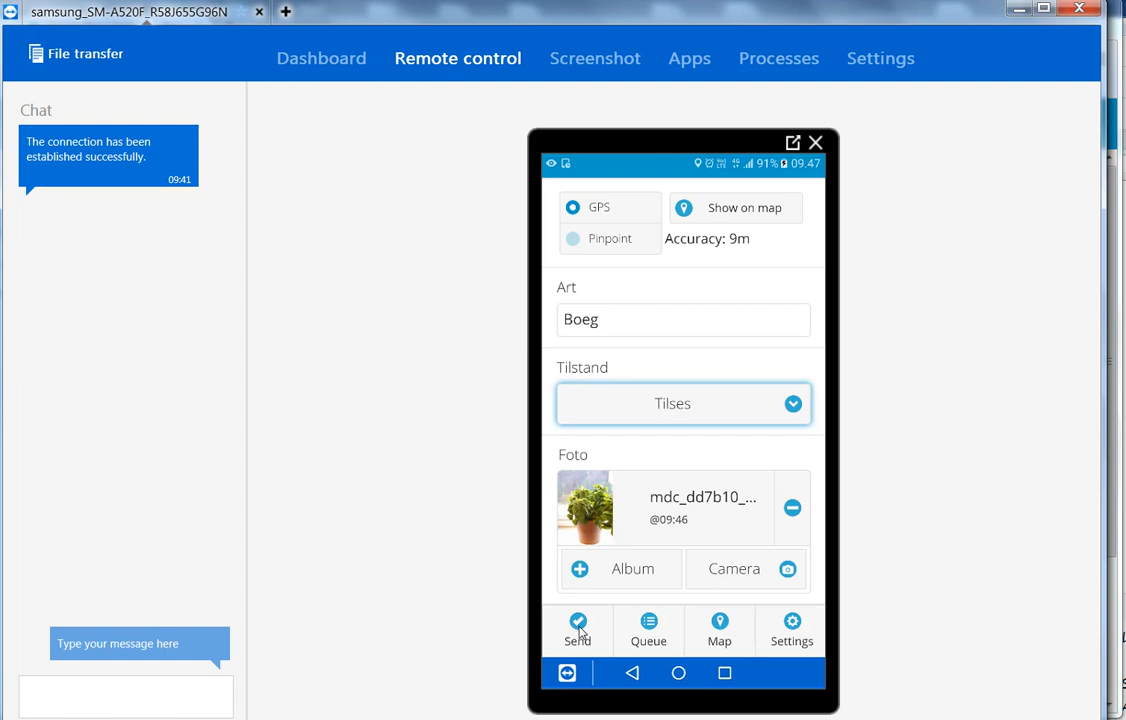 samsung_SM-A520F_R58J655G96N
File transfer
Dashboard Remote control Screenshot Apps Processes Settings
Chat
The connection has been
established successfully.
09:41
91% 09.47
GPS
Show on map
Pinpoint
Accuracy: 9m
Art
Boeg
Tilstand
Tilses
Foto
mdc_dd7b10_...
@09:46
Album
Camera
Send Queue Map Settings
Type your message here